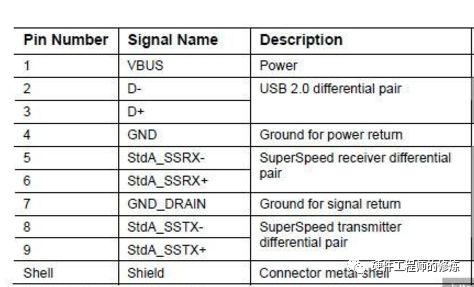 Pin Number Signal Name Description
1 VBUS Power
2 D- USB 2.0 differential pair
3 D+
4 GND Ground for power return
5 StdA_SSRX- SuperSpeed receiver differential
pair
6 StdA_SSRX+
7 GND_DRAIN Ground for signal return
8 StdA_SSTX- SuperSpeed transmitter
differential pair
9 StdA_SSTX+
Shell Shield Connector metal shell
硬件工程师的修炼